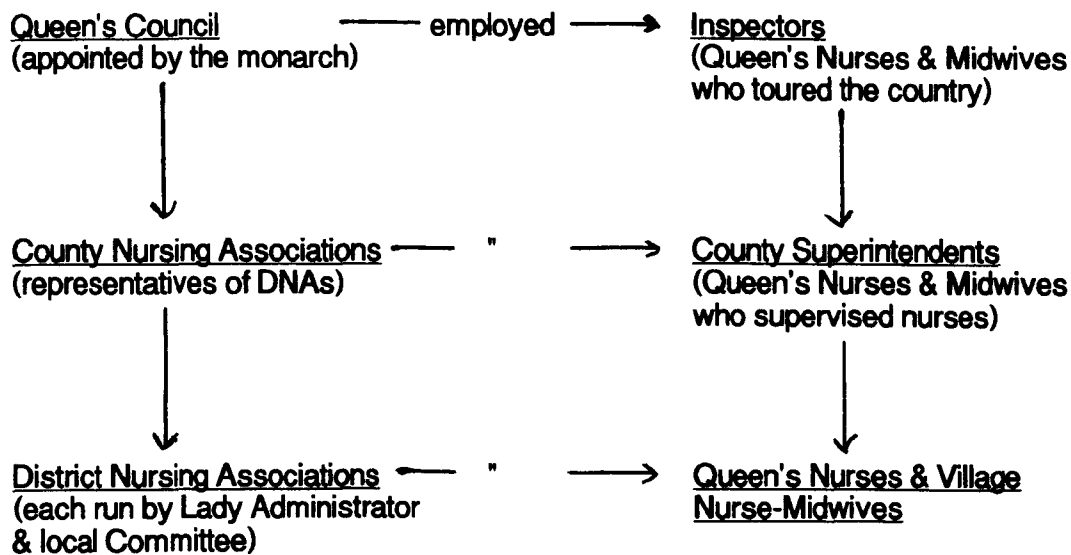 Queen's Council
(appointed by the monarch)
employed
Inspectors
(Queen's Nurses & Midwives
who toured the country)
County Nursing Associations
(representatives of DNAs)
"
County Superintendents
(Queen's Nurses & Midwives
who supervised nurses)
District Nursing Associations
(each run by Lady Administrator
& local Committee)
"
Queen's Nurses & Village
Nurse-Midwives